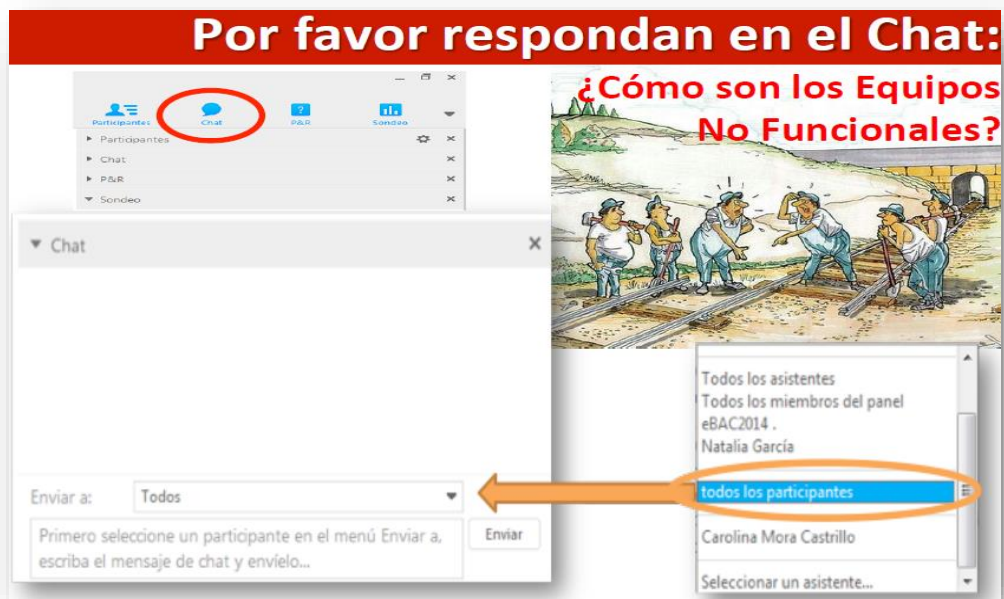 Por favor respondan en el Chat:
¿Cómo son los Equipos
No Funcionales?
Participantes
Chat
P&R
Sondeo
Participantes
Chat
P&R
Sondeo
Chat
Enviar a:
Todos
Primero seleccione un participante en el menú Enviar a,
escriba el mensaje de chat y envíelo...
Enviar
Todos los asistentes
Todos los miembros del panel
eBAC2014 .
Natalia García
todos los participantes
Carolina Mora Castrillo
Seleccionar un asistente...